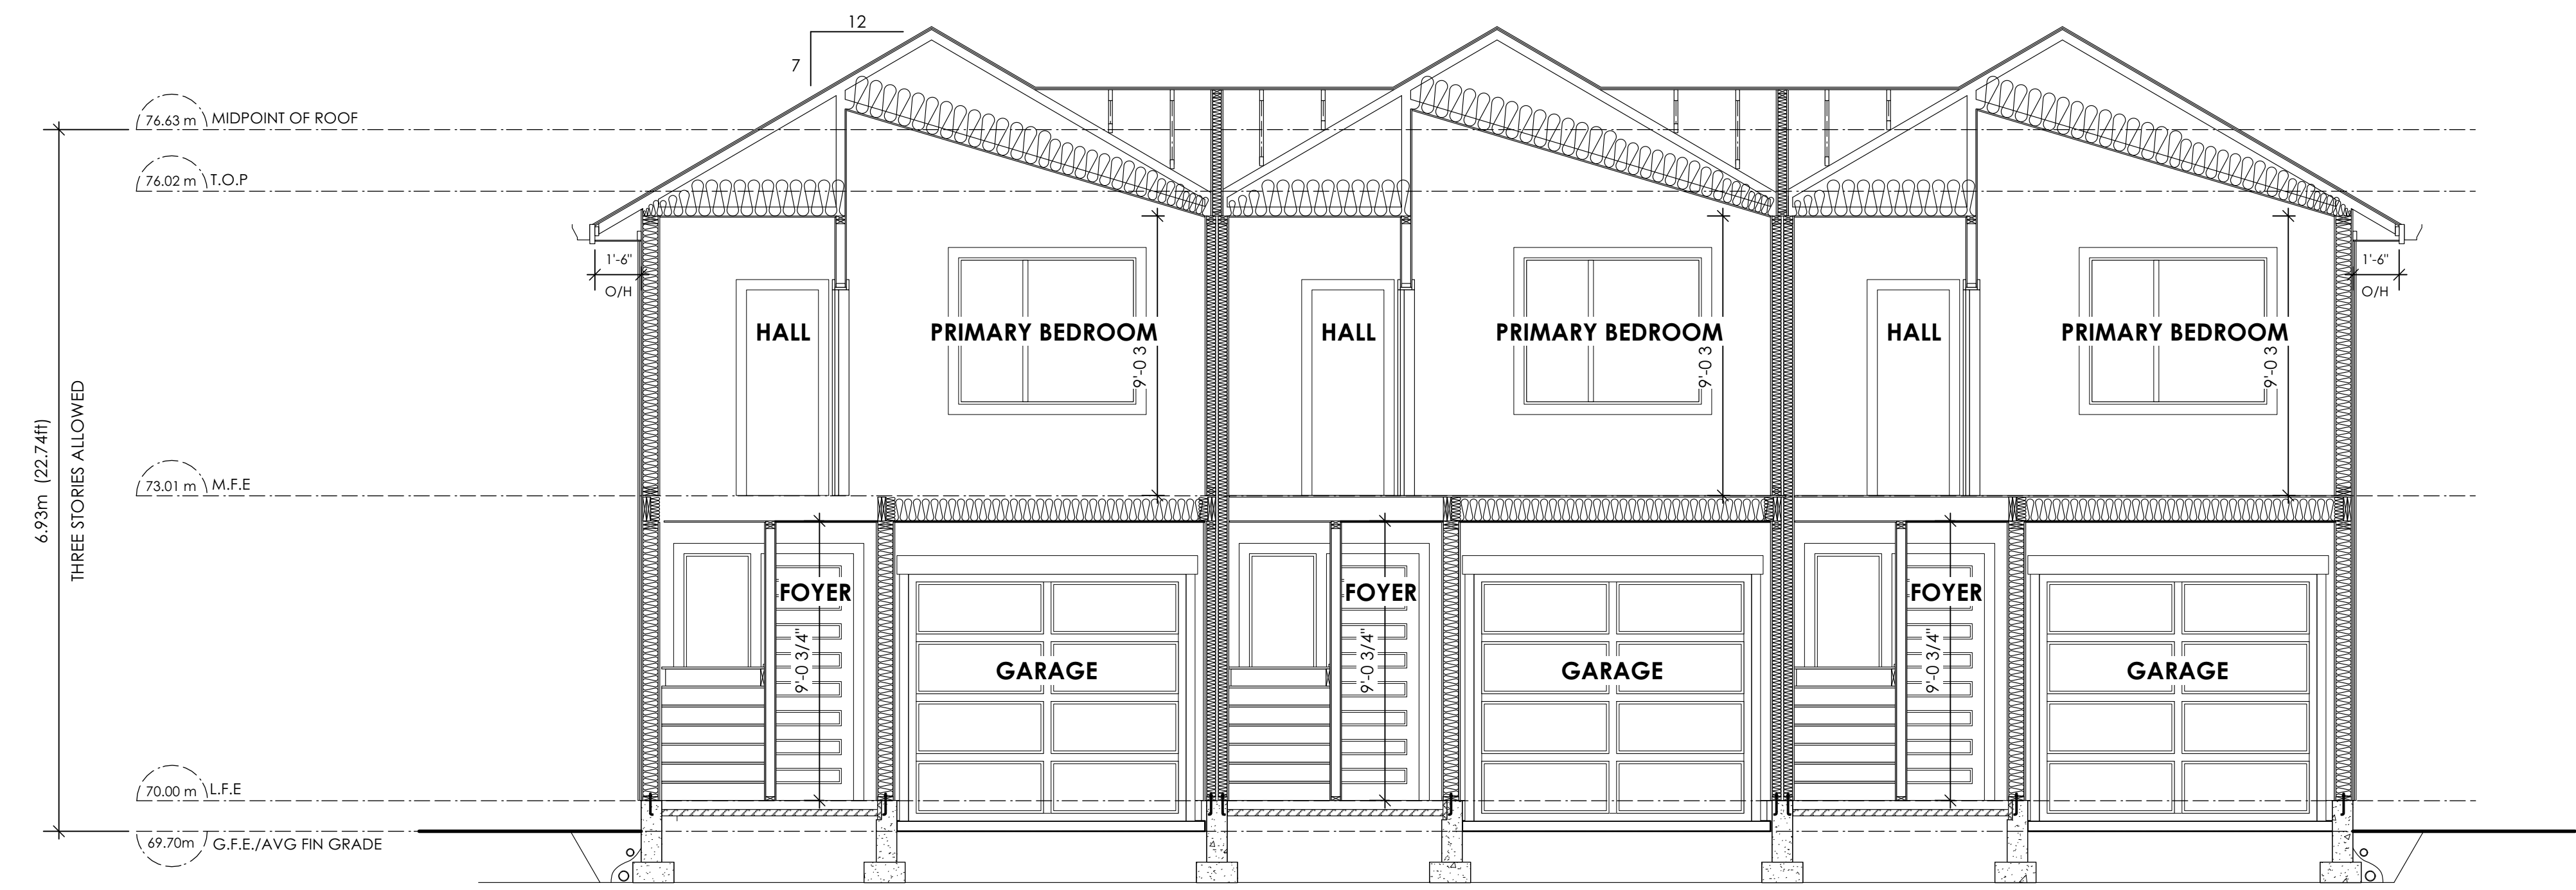 12
7
76.63 m MIDPOINT OF ROOF
76.02 m T.O.P
1'-6"
O/H
1'-6"
O/H
HALL
PRIMARY BEDROOM
HALL
PRIMARY BEDROOM
HALL
PRIMARY BEDROOM
9'-0 3
9'-0 3
9'-0 3
6.93m (22.74ft)
THREE STORIES ALLOWED
73.01 m M.F.E
FOYER
FOYER
FOYER
9'-0 3/4"
GARAGE
9'-0 3/4"
GARAGE
9'-0 3/4"
GARAGE
70.00 m L.F.E
69.70m G.F.E./AVG FIN GRADE